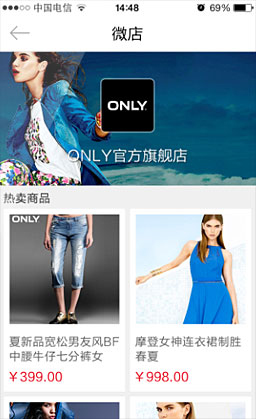 中国电信
14:48
69%
微店
ONLY
ONLY官方旗舰店
热卖商品
ONLY
夏新品宽松男友风BF
中腰牛仔七分裤女
￥399.00
摩登女神连衣裙制胜
春夏
￥998.00
ONLY